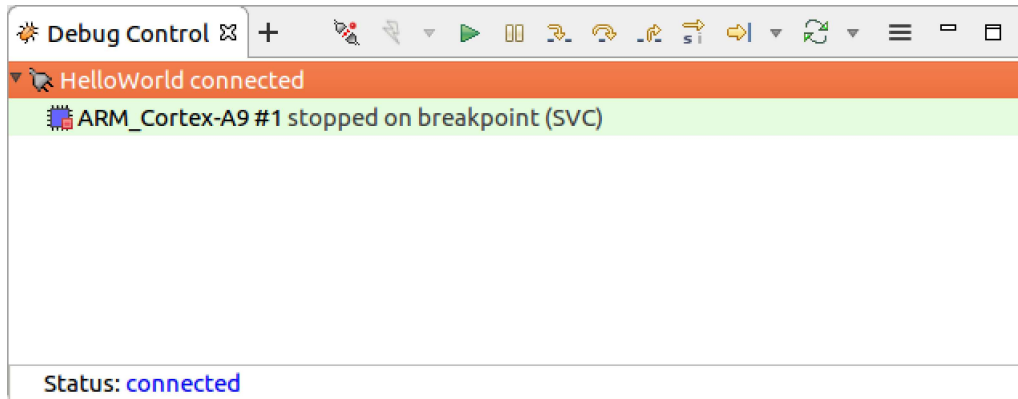 Debug Control
s i
HelloWorld connected
ARM_Cortex-A9 #1 stopped on breakpoint (SVC)
Status: connected